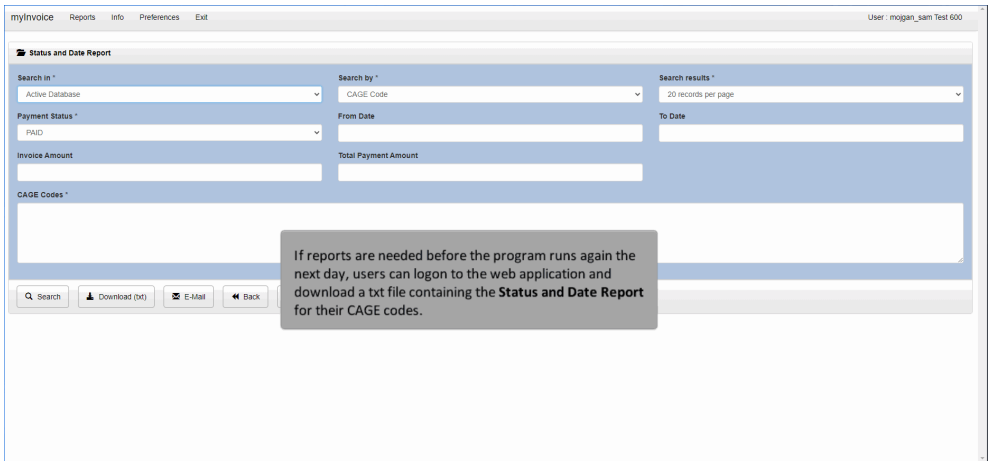 myInvoice Reports Info Preferences Exit User : mojgan_sam Test 600
Status and Date Report
Search in * Search by * Search results *
Active Database CAGE Code 20 records per page
Payment Status * From Date To Date
PAID
Invoice Amount Total Payment Amount
CAGE Codes *
If reports are needed before the program runs again the
next day, users can logon to the web application and
download a txt file containing the Status and Date Report
for their CAGE codes.
Search Download (txt) E-Mail Back